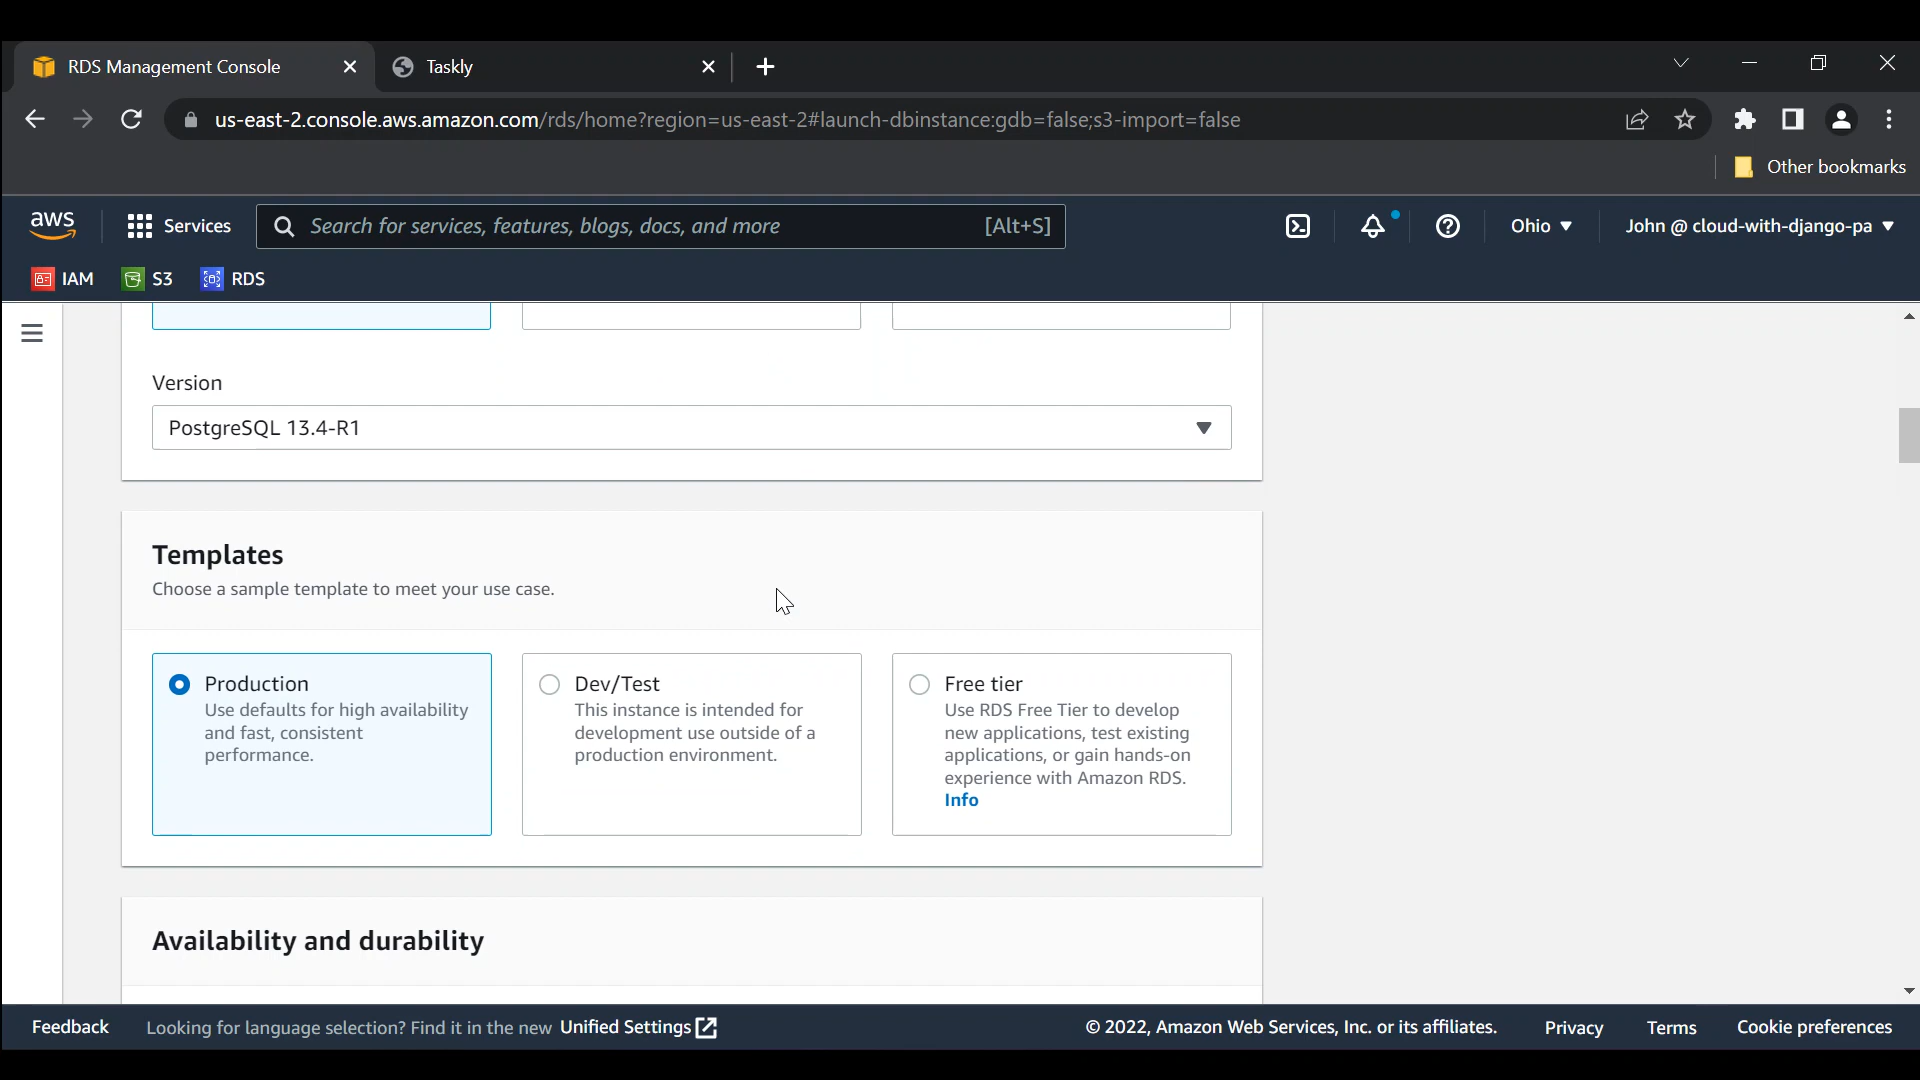 RDS Management Console
Taskly
us-east-2.console.aws.amazon.com/rds/home?region=us-east-2#launch-dbinstance:gdb=false;s3-import=false
Other bookmarks
aws
Services
Search for services, features, blogs, docs, and more
[Alt+S]
Ohio
John @ cloud-with-django-pa
IAM
S3
RDS
Version
PostgreSQL 13.4-R1
Templates
Choose a sample template to meet your use case.
Production
Use defaults for high availability
and fast, consistent
performance.
Dev/Test
This instance is intended for
development use outside of a
production environment.
Free tier
Use RDS Free Tier to develop
new applications, test existing
applications, or gain hands-on
experience with Amazon RDS.
Info
Availability and durability
Feedback
Looking for language selection? Find it in the new Unified Settings
© 2022, Amazon Web Services, Inc. or its affiliates.
Privacy
Terms
Cookie preferences